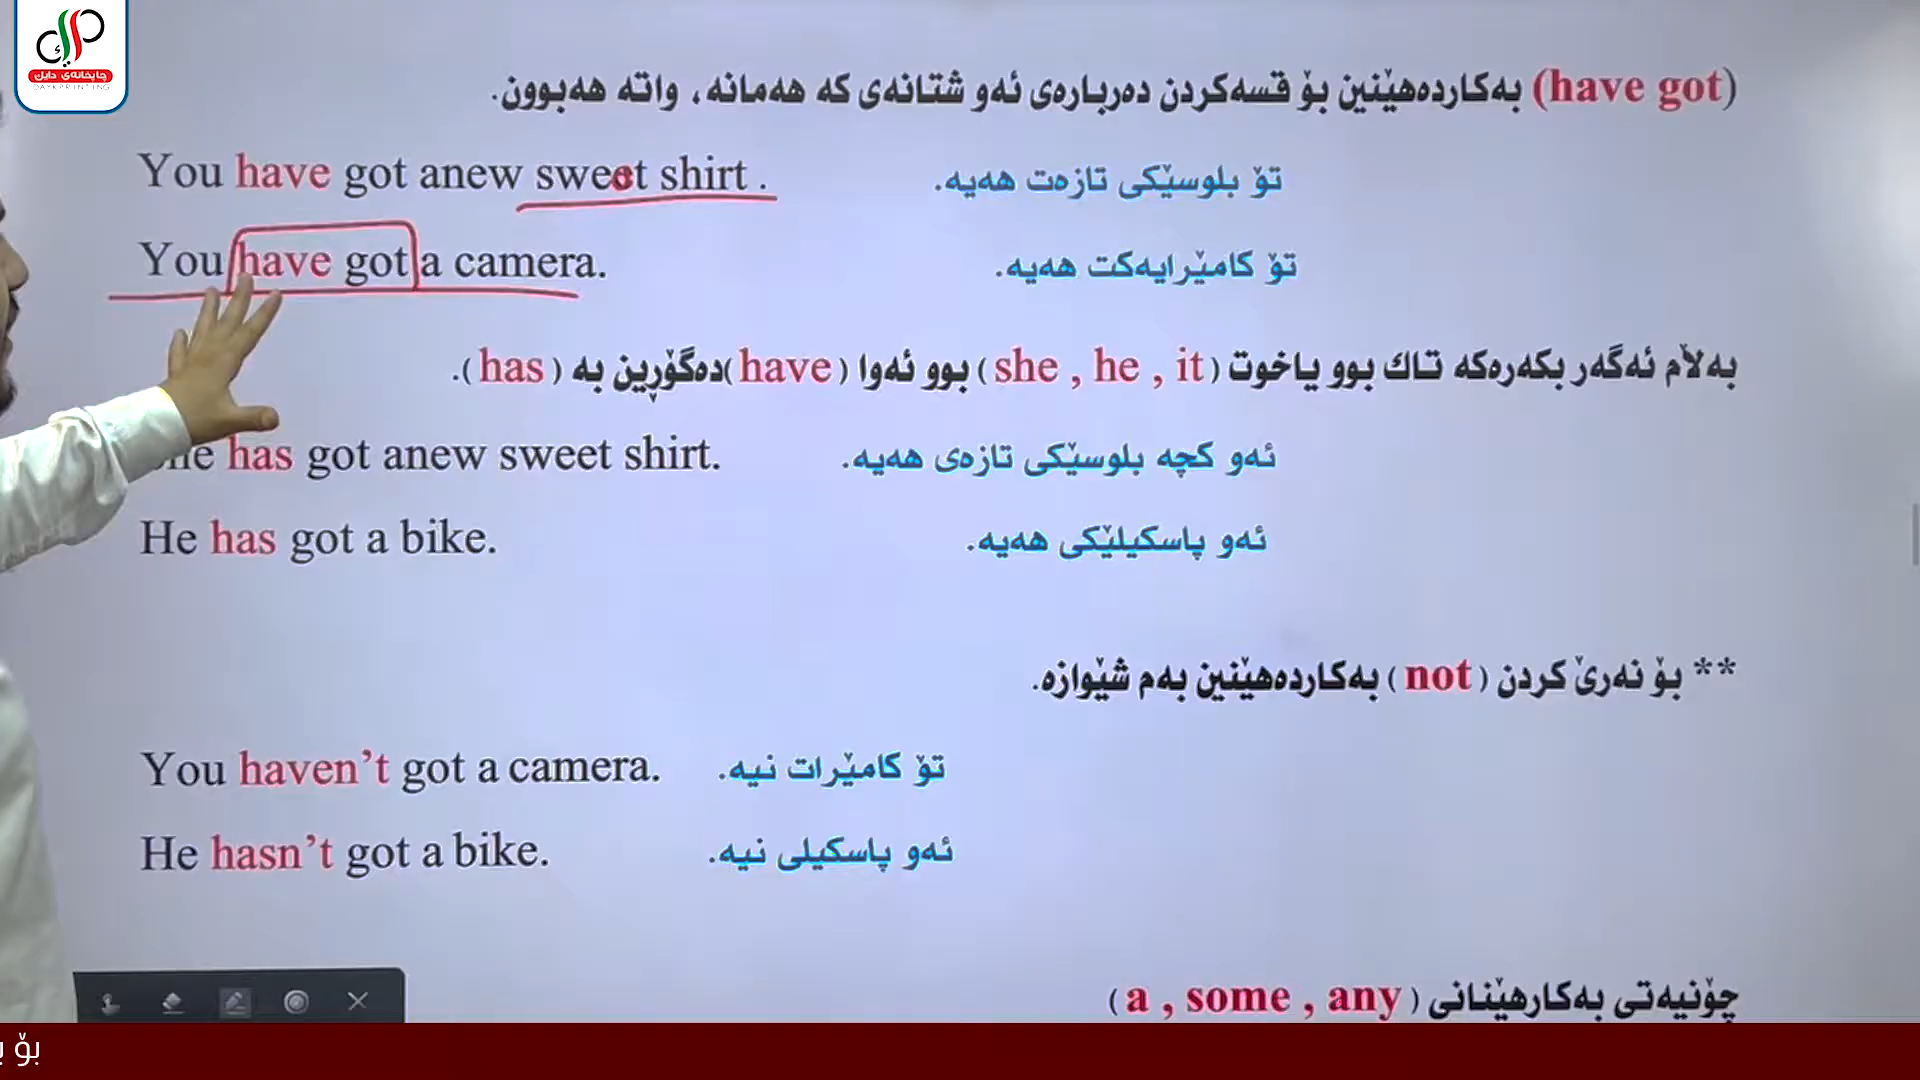 چاپخانەی دایل
DAYKPRINTING
(have got) بەکاردەهێنین بۆ قسەکردن دەربارەی ئەو شتانەی کە هەمانە، واتە هەبوون.
You have got anew sweet shirt . تۆ بلوسێکی تازەت هەیە.
You have got a camera. تۆ کامێرایەکت هەیە.
بەڵام ئەگەر بکەرەکە تاك بوو یاخوت (she , he , it) بوو ئەوا (have)دەگۆڕین بە (has).
has got anew sweet shirt. ئەو کچە بلوسێکی تازەی هەیە.
He has got a bike. ئەو پاسکیلێکی هەیە.
** بۆ نەرێ کردن (not) بەکاردەهێنین بەم شێوازە.
You haven't got a camera. تۆ کامێرات نیە.
He hasn't got a bike. ئەو پاسکیلی نیە.
چۆنیەتی بەکارهێنانی (a , some , any)
بۆ